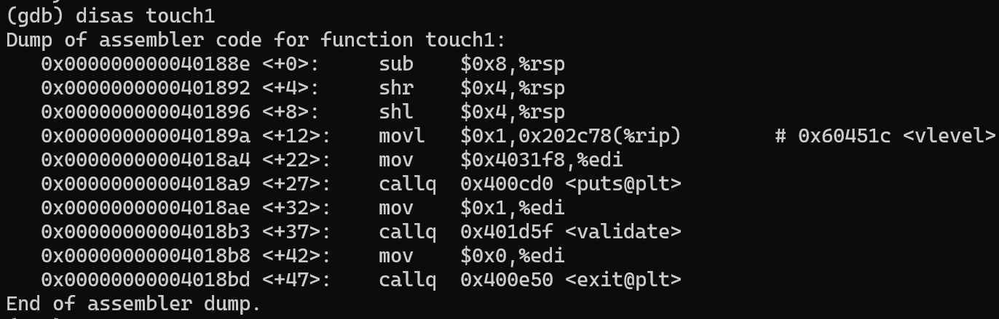 (gdb) disas touch1
Dump of assembler code for function touch1:
   0x000000000040188e <+0>:     sub    $0x8,%rsp
   0x0000000000401892 <+4>:     shr    $0x4,%rsp
   0x0000000000401896 <+8>:     shl    $0x4,%rsp
   0x000000000040189a <+12>:    movl   $0x1,0x202c78(%rip)        # 0x60451c <vlevel>
   0x00000000004018a4 <+22>:    mov    $0x4031f8,%edi
   0x00000000004018a9 <+27>:    callq  0x400cd0 <puts@plt>
   0x00000000004018ae <+32>:    mov    $0x1,%edi
   0x00000000004018b3 <+37>:    callq  0x401d5f <validate>
   0x00000000004018b8 <+42>:    mov    $0x0,%edi
   0x00000000004018bd <+47>:    callq  0x400e50 <exit@plt>
End of assembler dump.